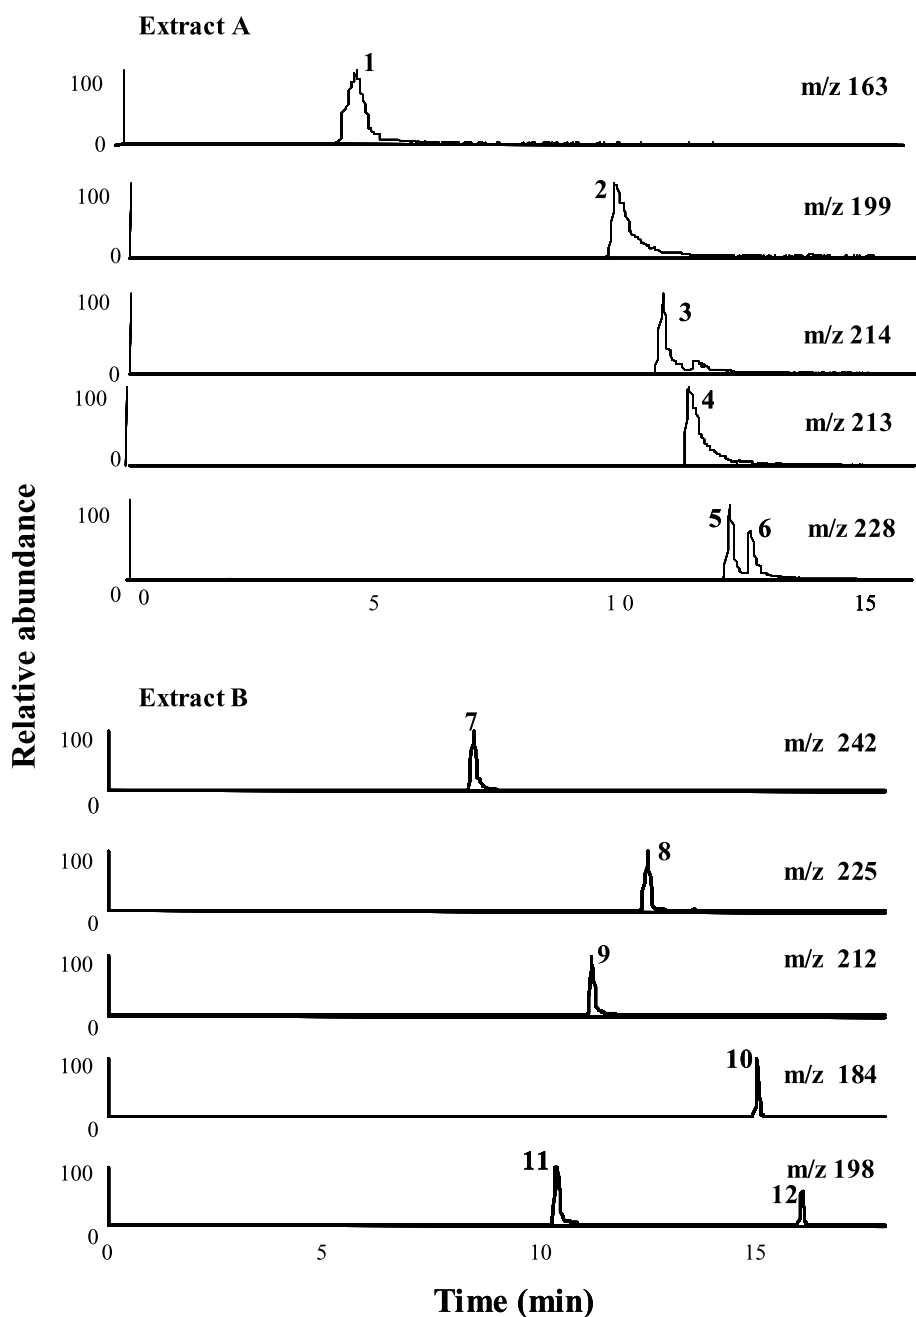 Extract A
1
100
m/z 163
0
2
100
m/z 199
0
3
100
m/z 214
0
4
100
m/z 213
0
5
6
100
m/z 228
0 0 5 1 0 15
Relative abundance
Extract B
7
100
m/z 242
0
8
100
m/z 225
0
9
100
m/z 212
0
10
100
m/z 184
0
11
12
100
m/z 198
0
0 5 10 15
Time (min)